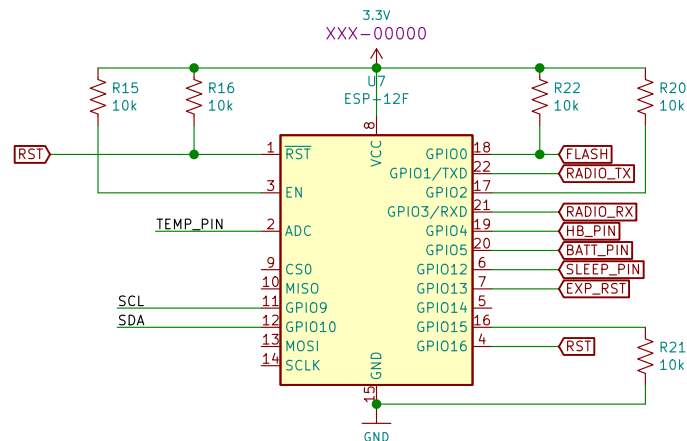 3.3V
XXX-00000
U7
ESP-12F
R15
10k
R16
10k
R22
10k
R20
10k
8
VCC
RST
1
RST
3
EN
TEMP_PIN
2
ADC
9
CS0
10
MISO
SCL
11
GPIO9
SDA
12
GPIO10
13
MOSI
14
SCLK
GPIO0
18
FLASH
GPIO1/TXD
22
RADIO_TX
GPIO2
17
GPIO3/RXD
21
RADIO_RX
GPIO4
19
HB_PIN
GPIO5
20
BATT_PIN
GPIO12
6
SLEEP_PIN
GPIO13
7
EXP_RST
GPIO14
5
GPIO15
16
GPIO16
4
RST
R21
10k
GND
15
GND